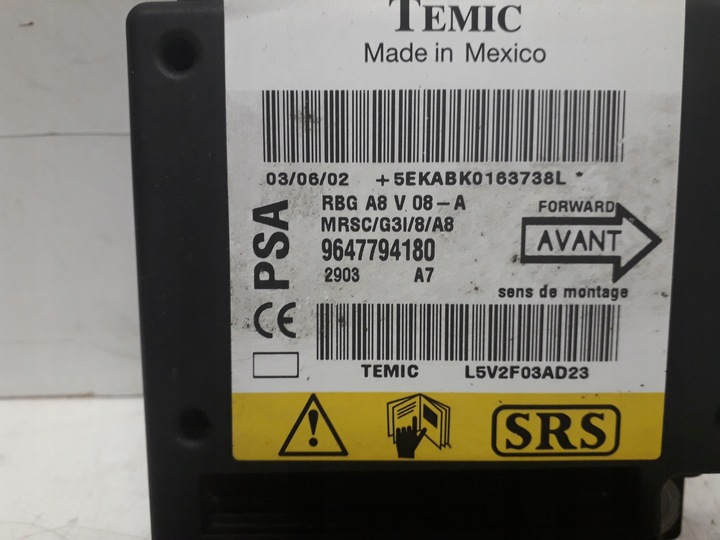 TEMIC
Made in Mexico
03/06/02 +5EKABK0163738L *
RBG A8 V 08-A
MRSC/G3I/8/A8
9647794180
2903 A7
PSA
CE
FORWARD
AVANT
sens de montage
TEMIC L5V2F03AD23
SRS